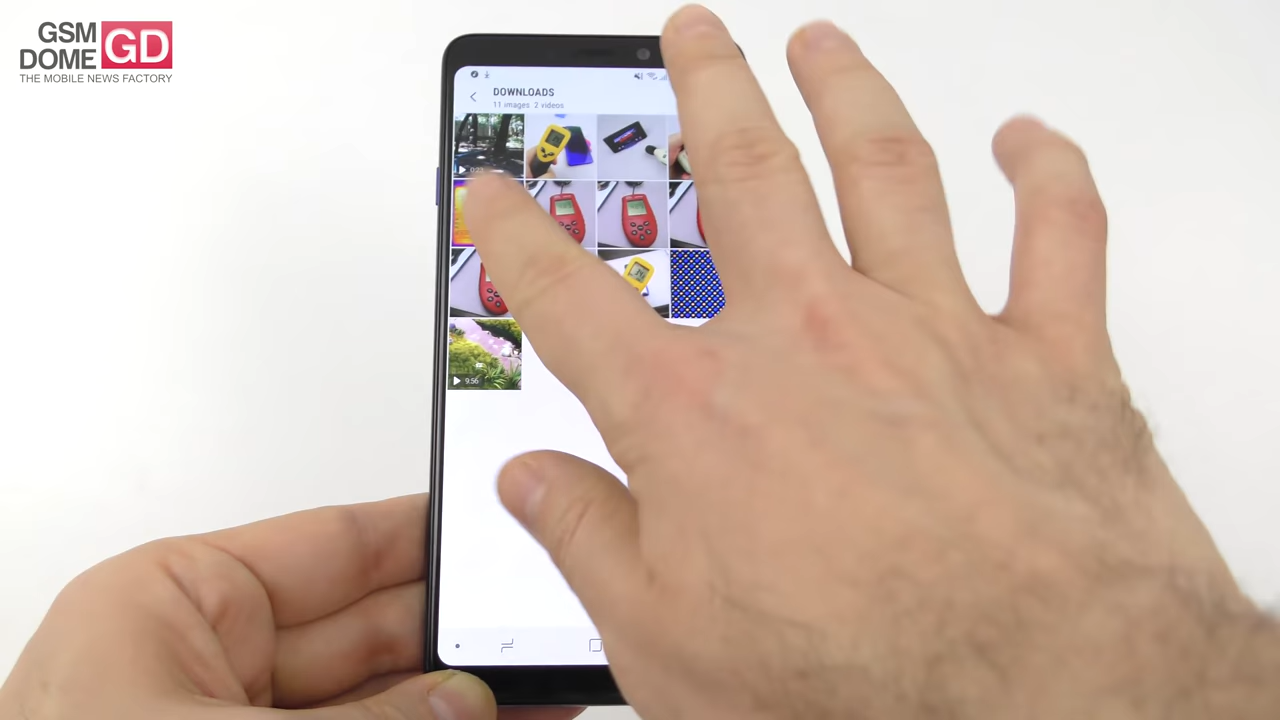 GSM
DOME GD
THE MOBILE NEWS FACTORY
DOWNLOADS
11 images 2 videos
9:56